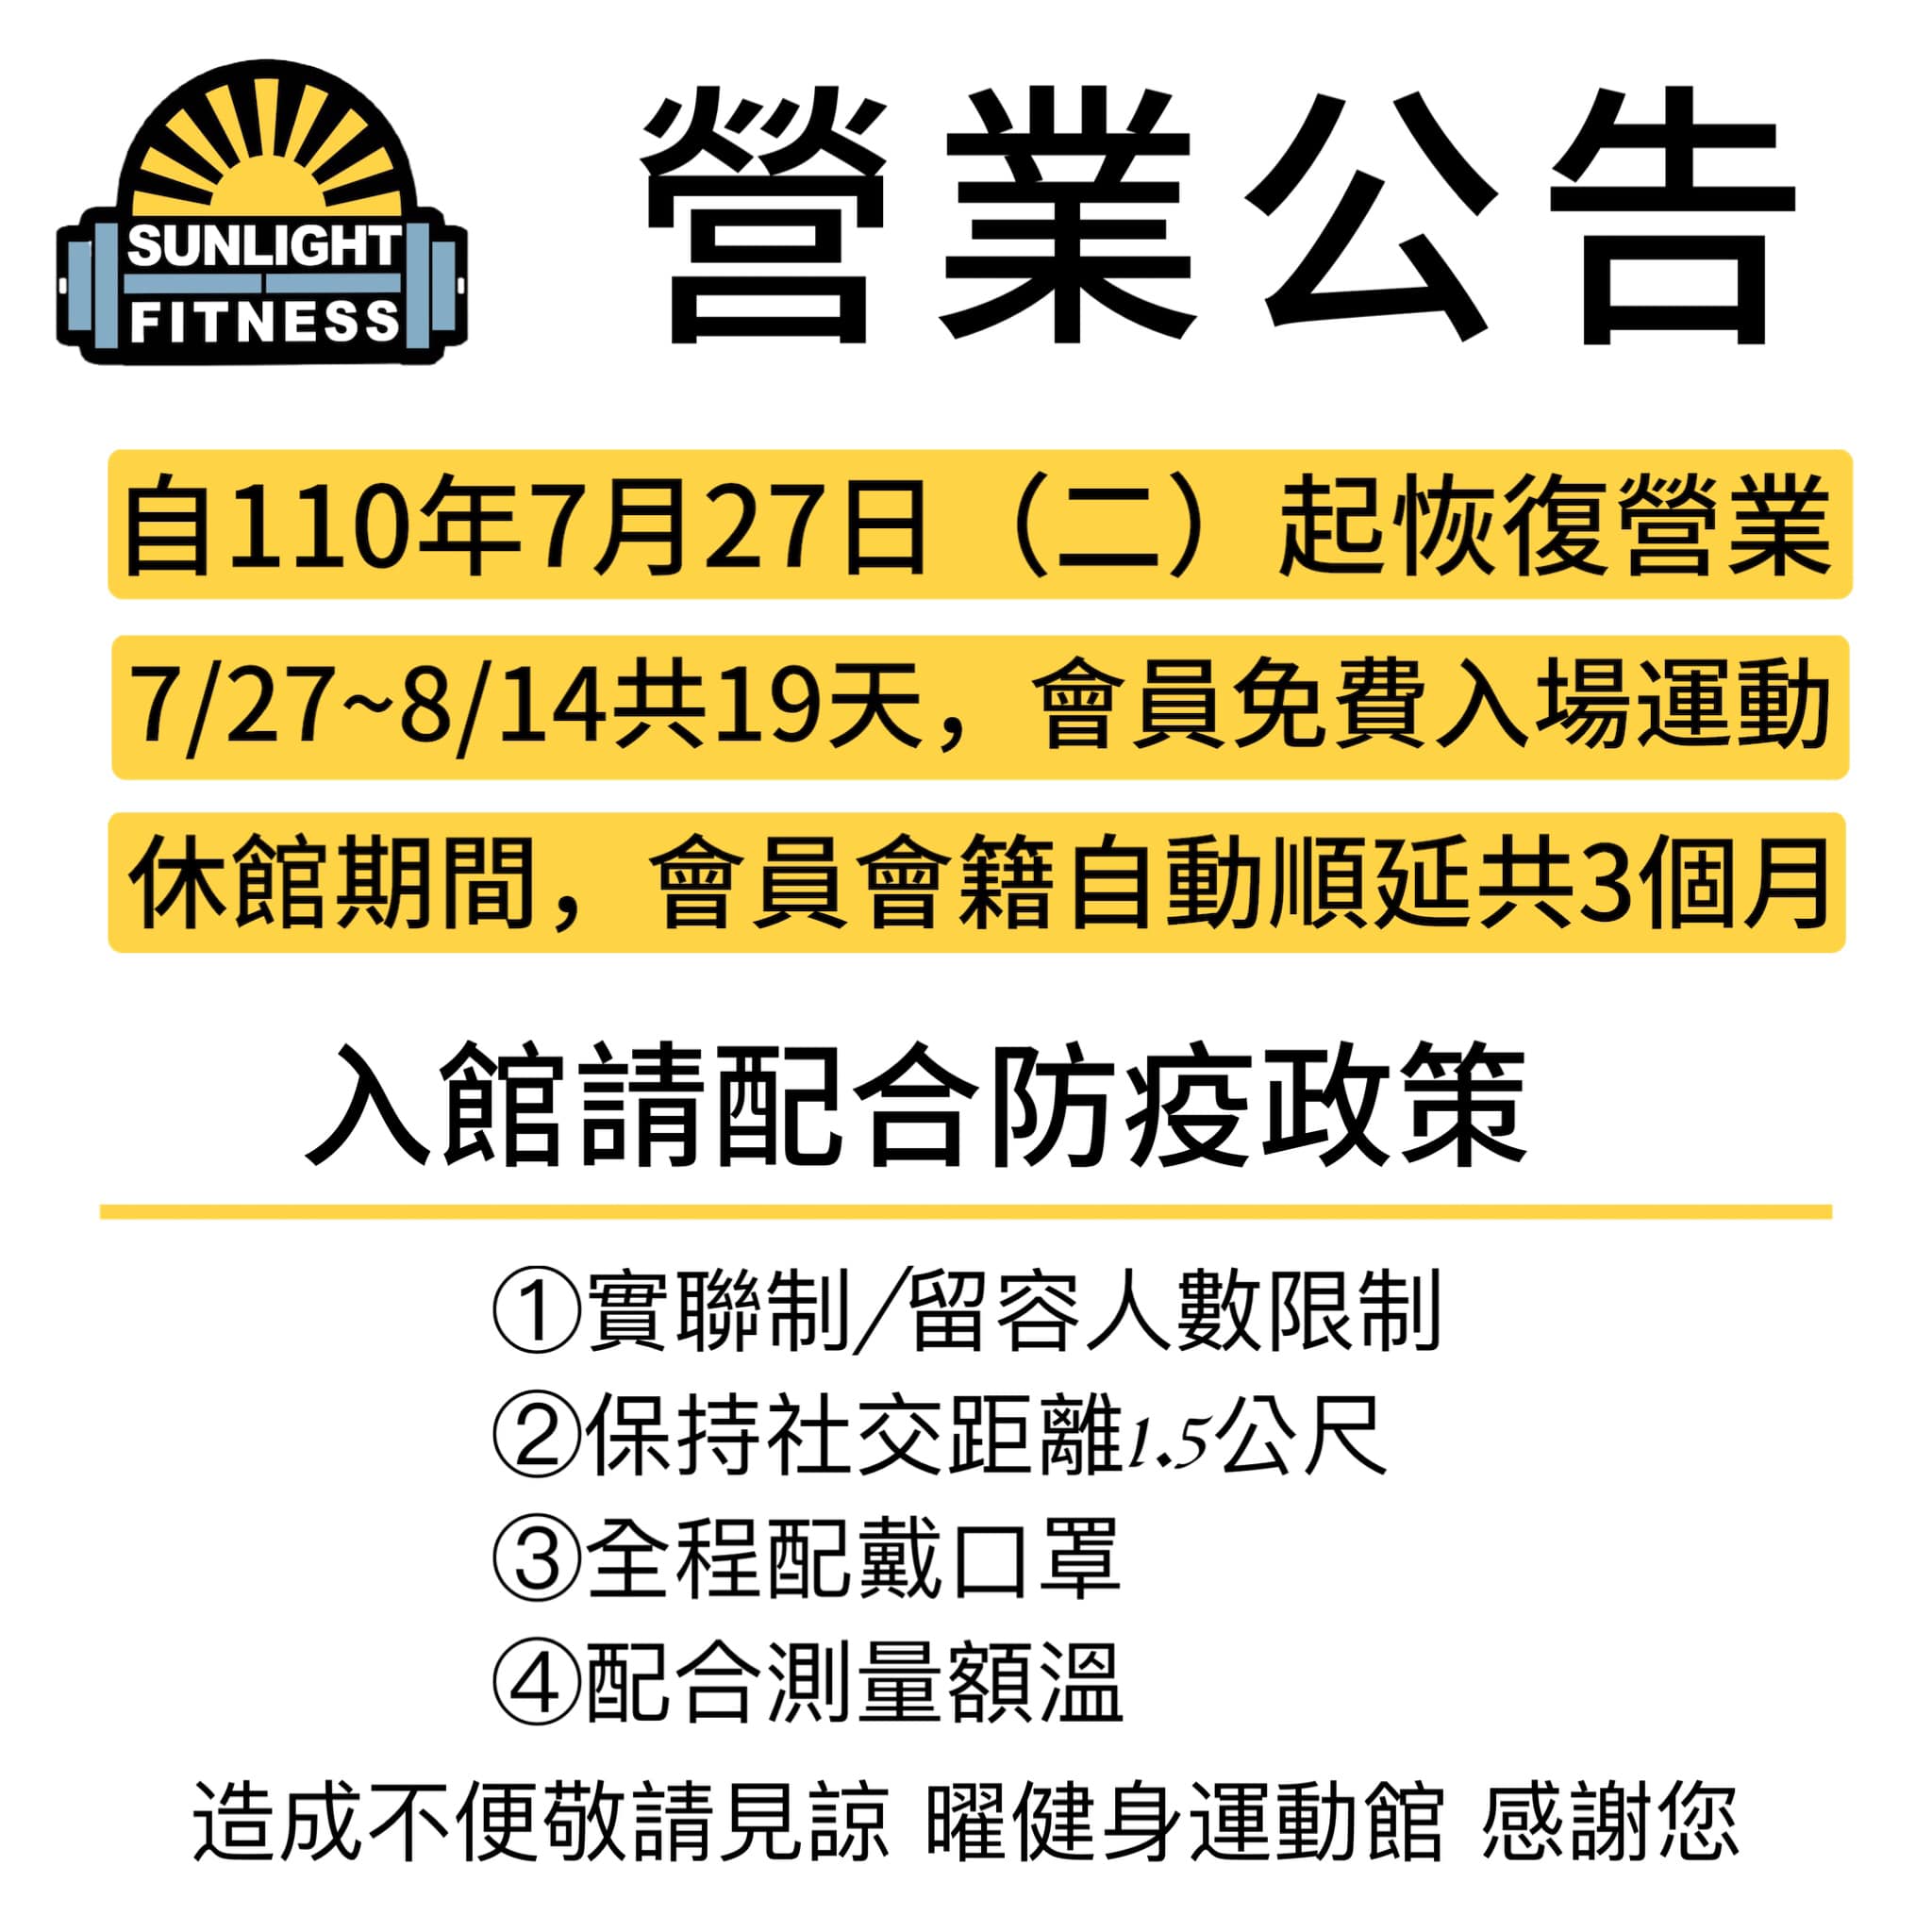 SUNLIGHT
FITNESS
營業公告
自110年7月27日（二）起恢復營業
7/27~8/14共19天，會員免費入場運動
休館期間，會員會籍自動順延共3個月
入館請配合防疫政策
①實聯制/留容人數限制
②保持社交距離1.5公尺
③全程配戴口罩
④配合測量額溫
造成不便敬請見諒 曜健身運動館 感謝您